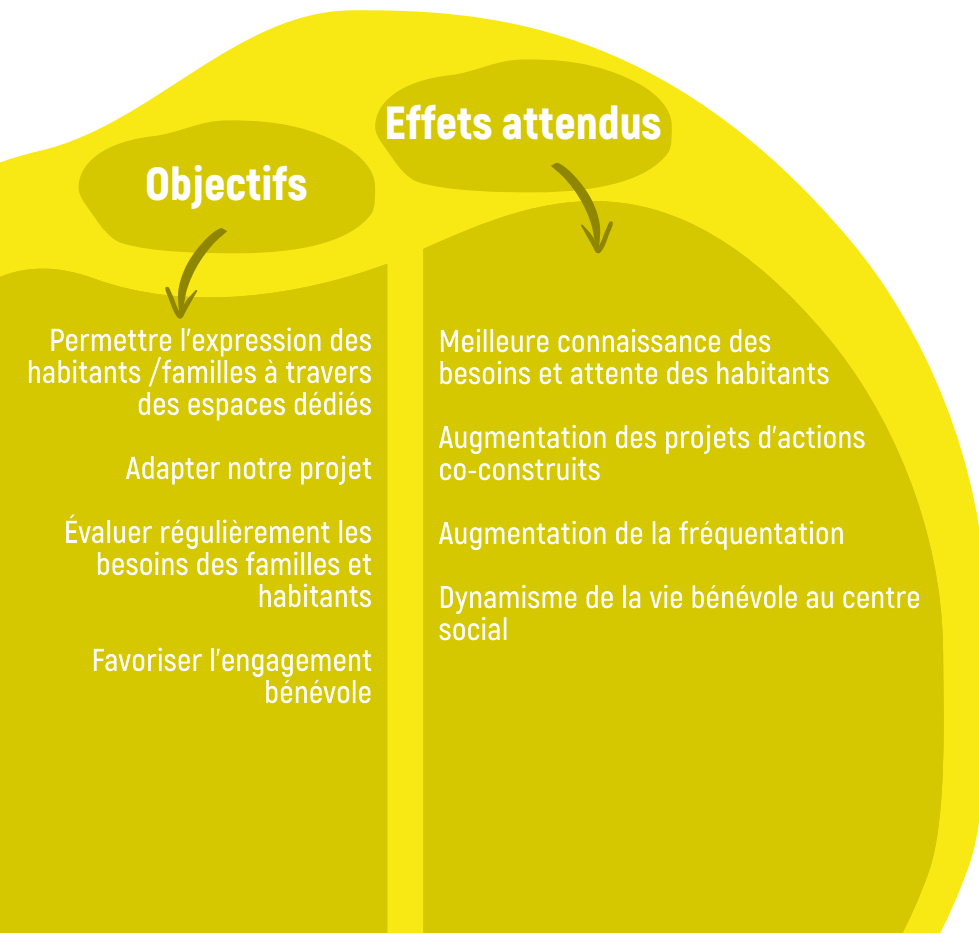 Objectifs
Permettre l'expression des
habitants /familles à travers
des espaces dédiés
Adapter notre projet
Évaluer régulièrement les
besoins des familles et
habitants
Favoriser l'engagement
bénévole
Effets attendus
Meilleure connaissance des
besoins et attente des habitants
Augmentation des projets d'actions
co-construits
Augmentation de la fréquentation
Dynamisme de la vie bénévole au centre
social